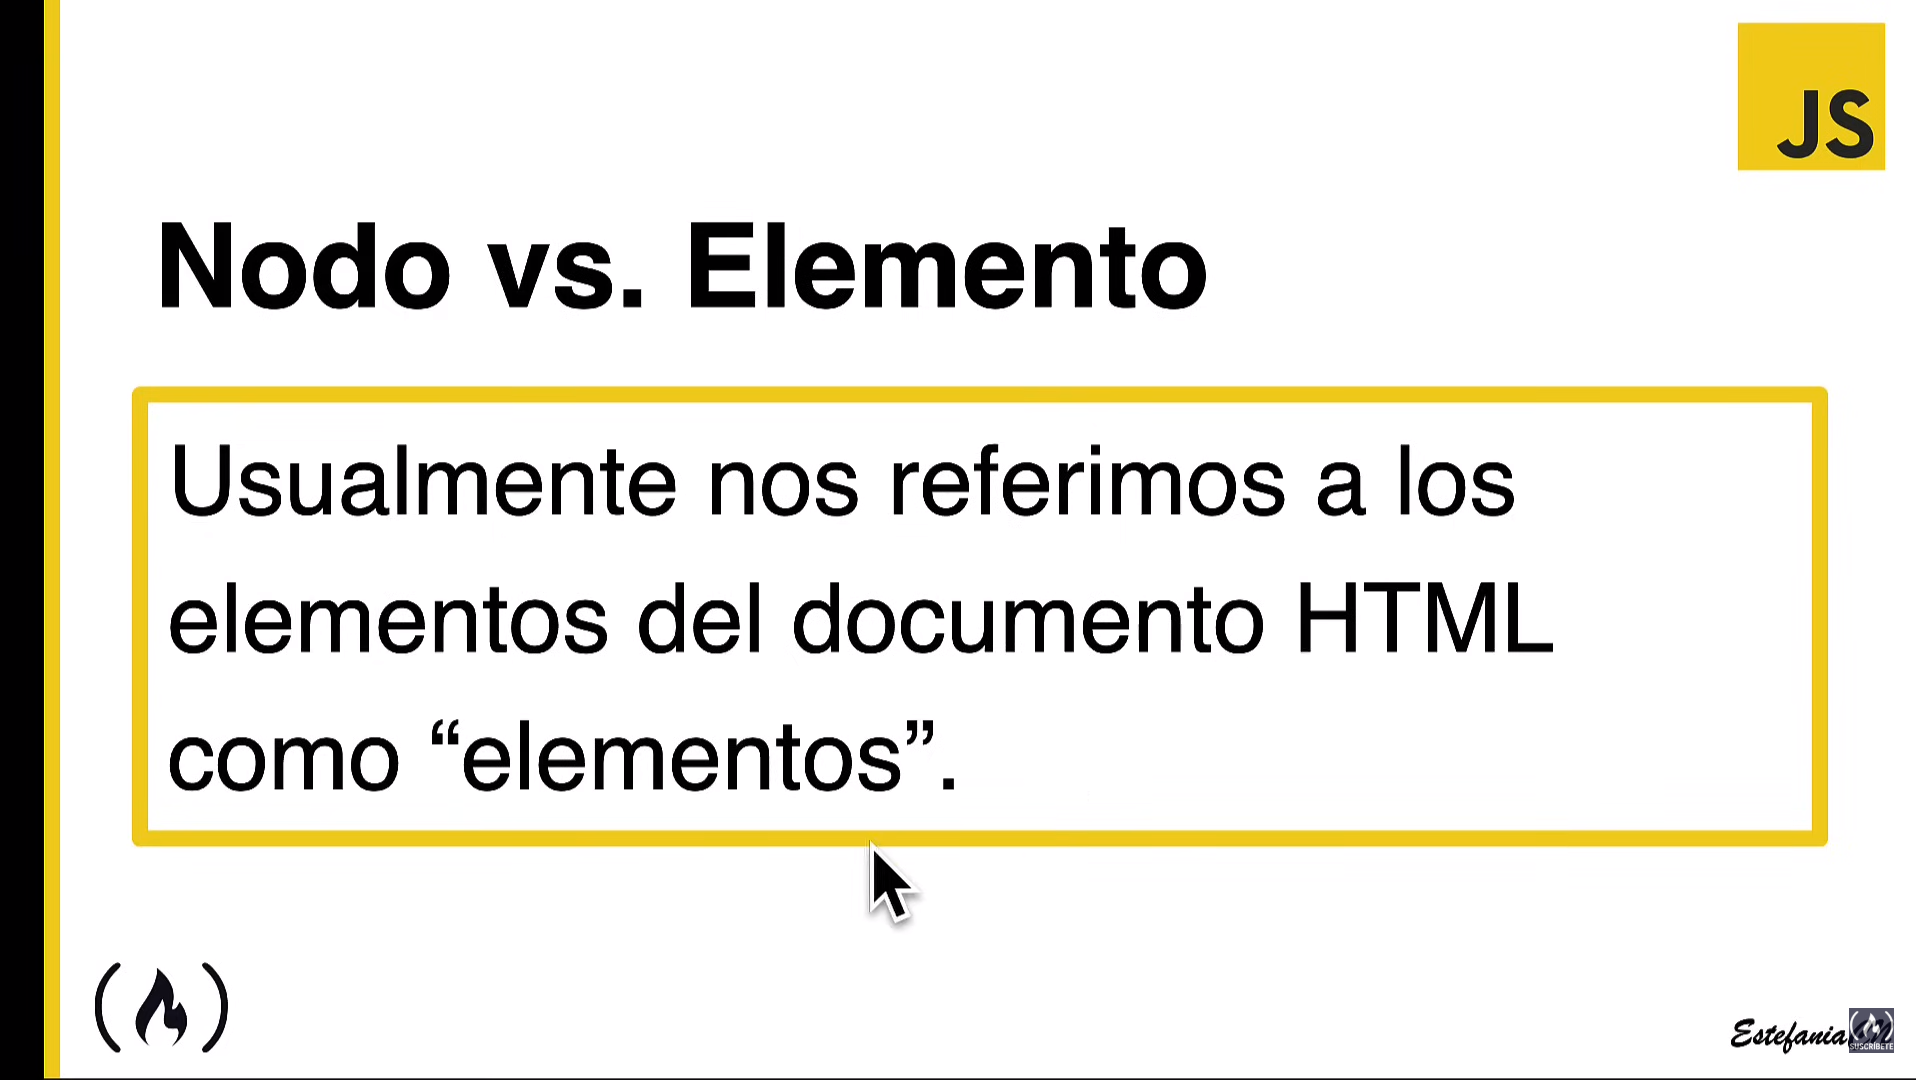 JS
Nodo vs. Elemento
Usualmente nos referimos a los
elementos del documento HTML
como “elementos”.
Estefania
SUSCRÍBETE